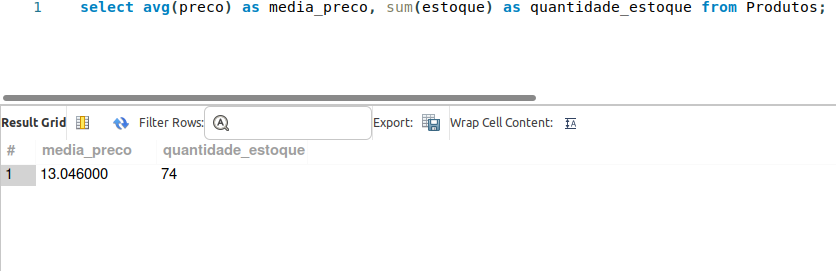 1 select avg(preco) as media_preco, sum(estoque) as quantidade_estoque from Produtos;
Result Grid Filter Rows: Export: Wrap Cell Content:
# media_preco quantidade_estoque
1 13.046000 74